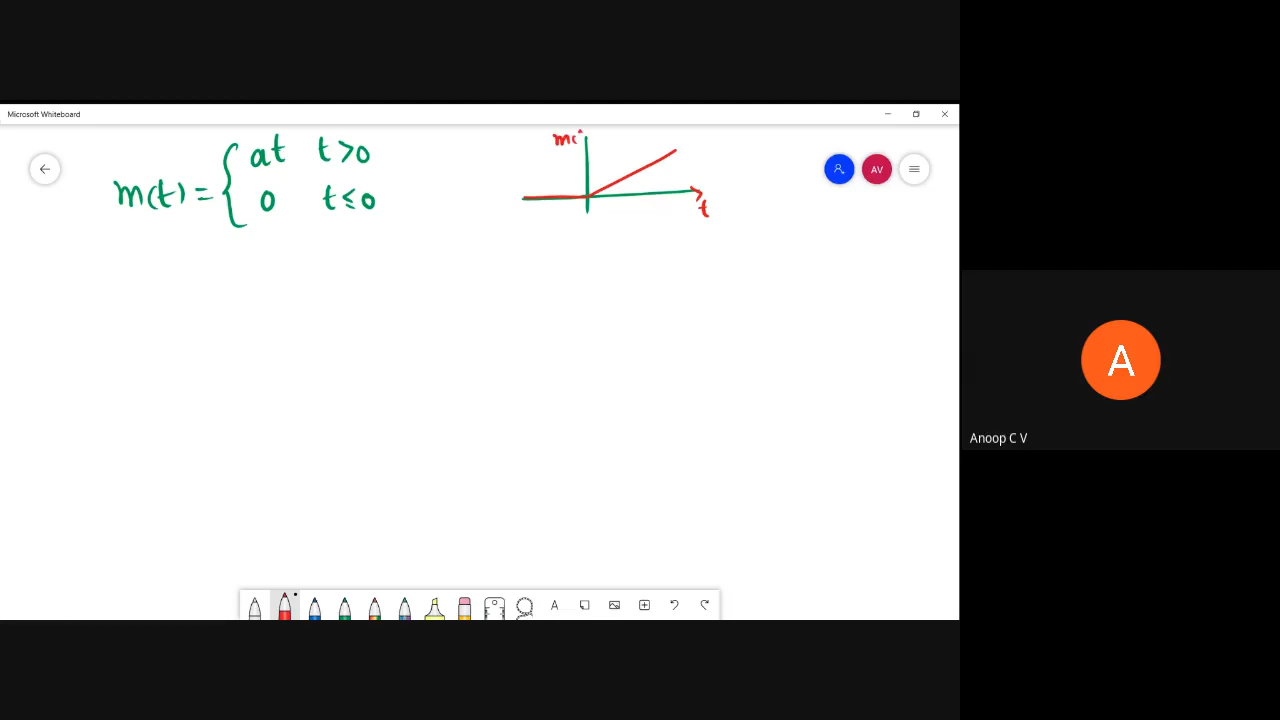 Microsoft Whiteboard
m(t) = { at t>0
0 t≤0
m(
t
AV
A
A
Anoop C V